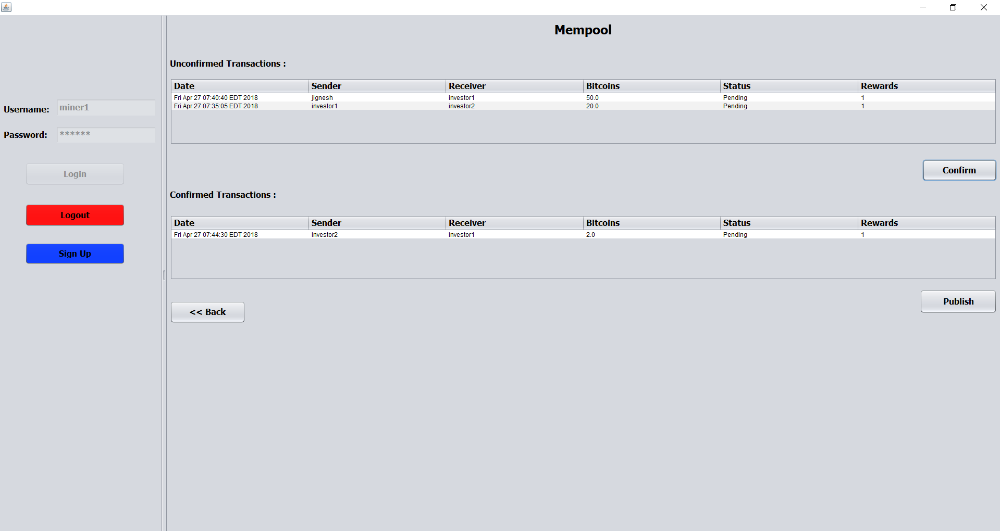 Mempool
Unconfirmed Transactions :
Date Sender Receiver Bitcoins Status Rewards
Fri Apr 27 07:40:40 EDT 2018 jignesh investor1 50.0 Pending 1
Fri Apr 27 07:35:05 EDT 2018 investor1 investor2 20.0 Pending 1
Username: miner1
Password: ******
Login
Logout
Sign Up
Confirm
Confirmed Transactions :
Date Sender Receiver Bitcoins Status Rewards
Fri Apr 27 07:44:30 EDT 2018 investor2 investor1 2.0 Pending 1
Publish
<< Back